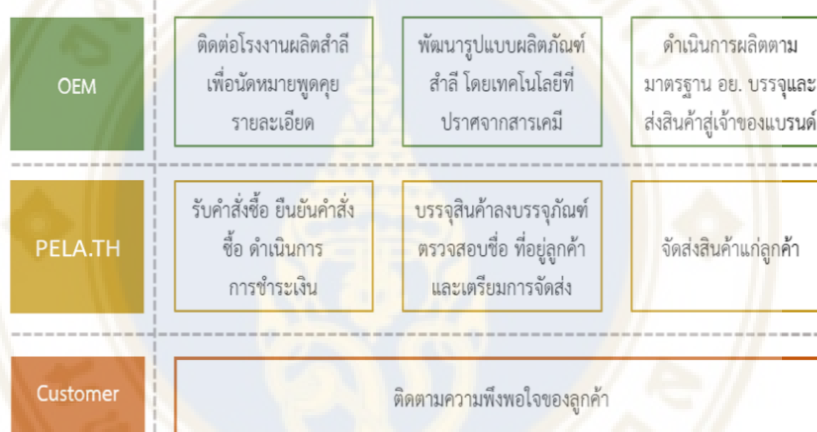 OEM
ติดต่อโรงงานผลิตสำลี
เพื่อนัดหมายพูดคุย
รายละเอียด
พัฒนารูปแบบผลิตภัณฑ์
สำลี โดยเทคโนโลยีที่
ปราศจากสารเคมี
ดำเนินการผลิตตาม
มาตรฐาน อย. บรรจุและ
ส่งสินค้าสู่เจ้าของแบรนด์
PELA.TH
รับคำสั่งซื้อ ยืนยันคำสั่ง
ซื้อ ดำเนินการ
การชำระเงิน
บรรจุสินค้าลงบรรจุภัณฑ์
ตรวจสอบชื่อ ที่อยู่ลูกค้า
และเตรียมการจัดส่ง
จัดส่งสินค้าแก่ลูกค้า
Customer
ติดตามความพึงพอใจของลูกค้า